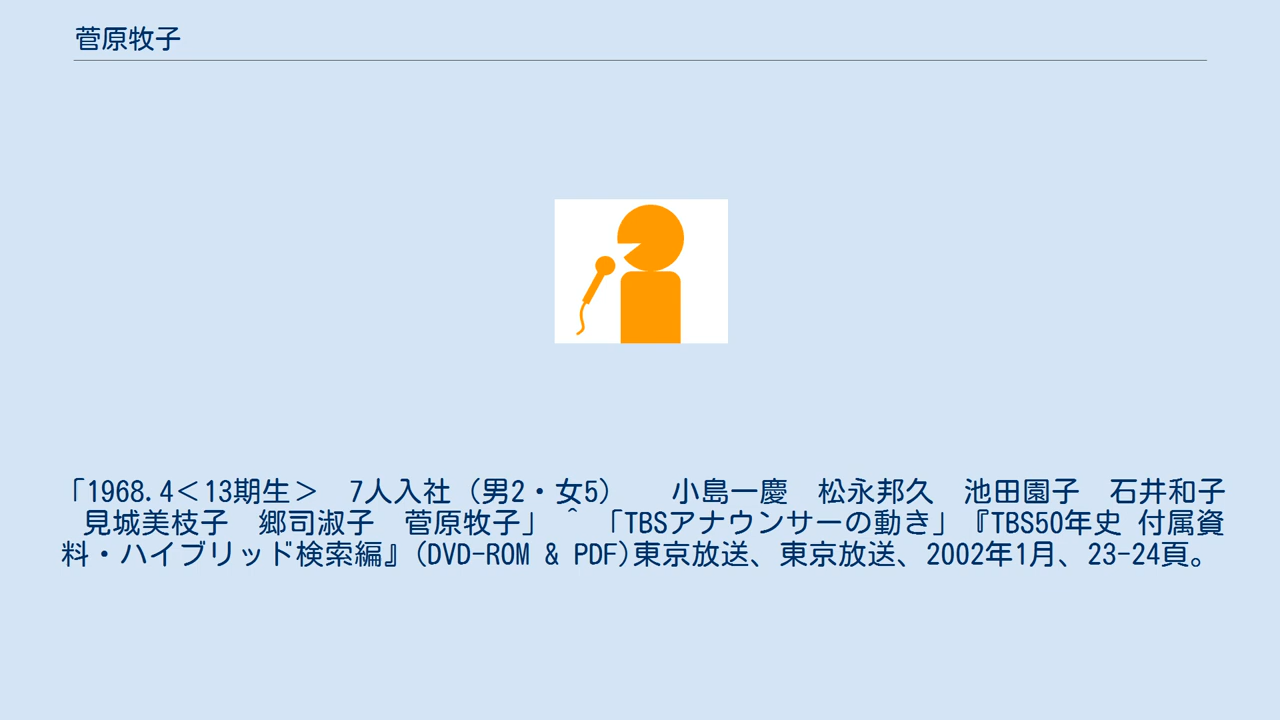 菅原牧子
「1968.4＜13期生＞　7人入社（男2・女5）　　小島一慶　松永邦久　池田園子　石井和子
見城美枝子　郷司淑子　菅原牧子」 ^ 「TBSアナウンサーの動き」『TBS50年史 付属資
料・ハイブリッド検索編』(DVD-ROM & PDF)東京放送、東京放送、2002年1月、23-24頁。